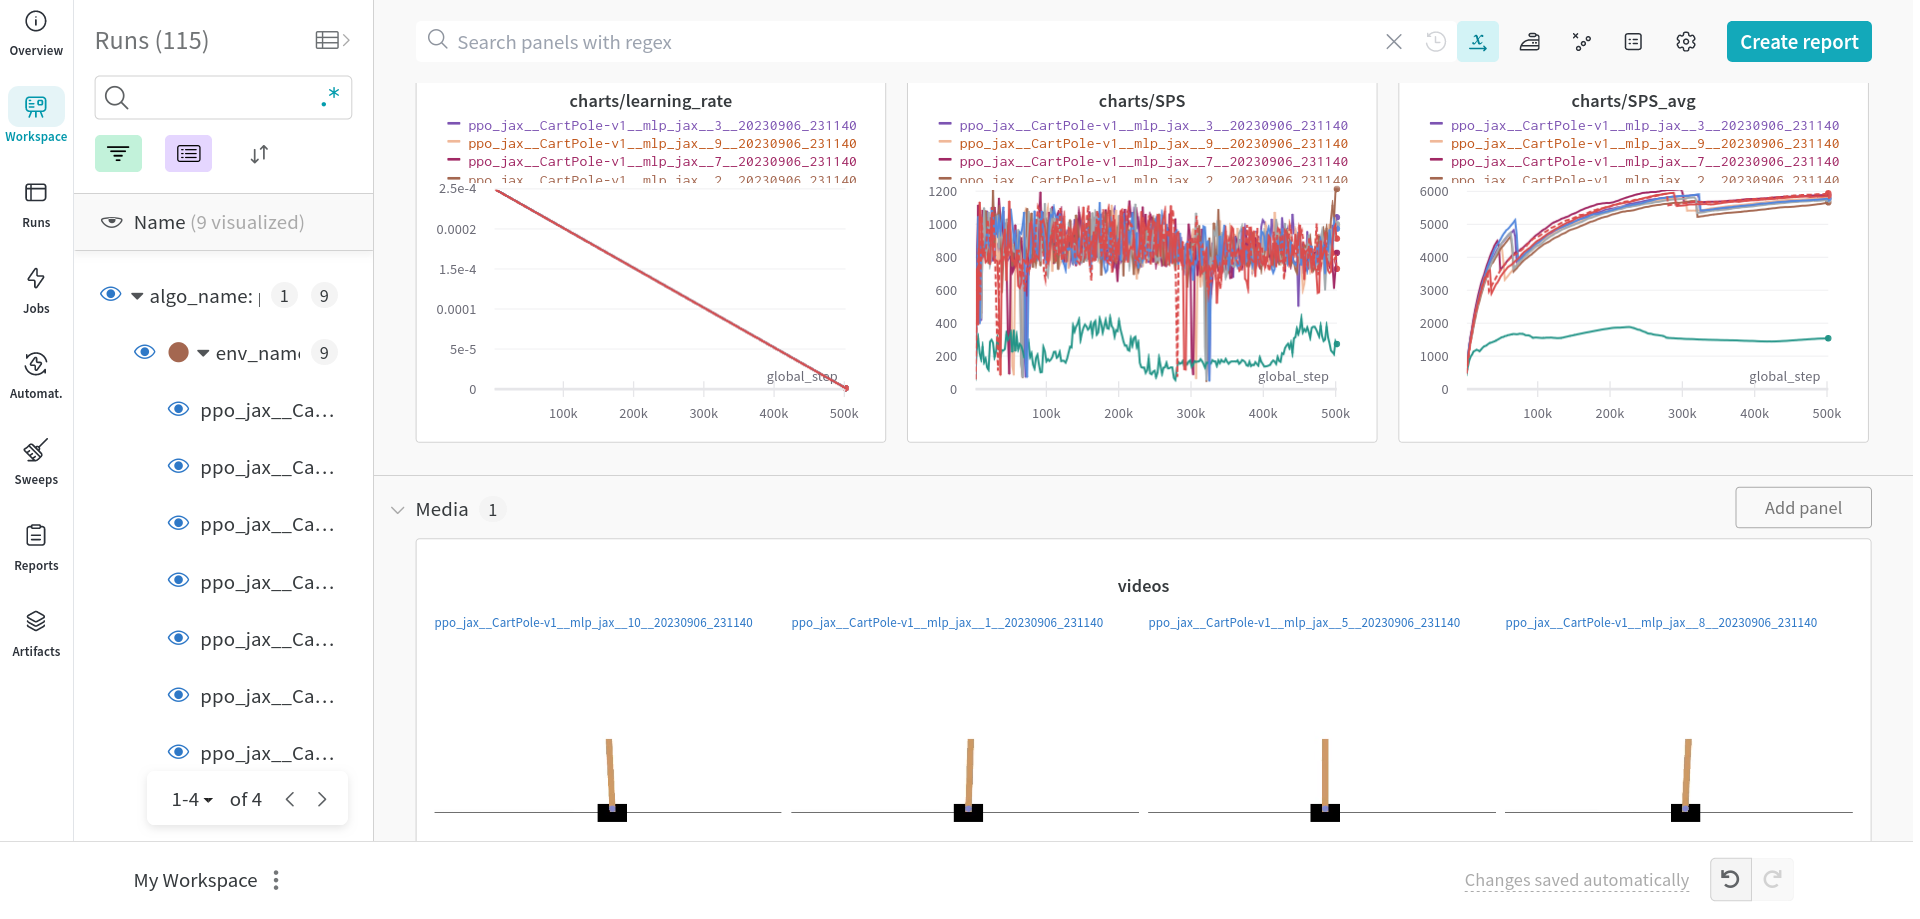 Overview
Workspace
Runs
Jobs
Automat.
Sweeps
Reports
Artifacts
Runs (115)
.*
Name (9 visualized)
algo_name: 1 9
env_nam 9
ppo_jax__Ca...
ppo_jax__Ca...
ppo_jax__Ca...
ppo_jax__Ca...
ppo_jax__Ca...
ppo_jax__Ca...
ppo_jax__Ca...
1-4 of 4
Search panels with regex
Create report
charts/learning_rate
ppo_jax__CartPole-v1__mlp_jax__3__20230906_231140
ppo_jax__CartPole-v1__mlp_jax__9__20230906_231140
ppo_jax__CartPole-v1__mlp_jax__7__20230906_231140
ppo_jax__CartPole-v1__mlp_jax__2__20230906_231140
2.5e-4
0.0002
1.5e-4
0.0001
5e-5
0
global_step
100k 200k 300k 400k 500k
charts/SPS
ppo_jax__CartPole-v1__mlp_jax__3__20230906_231140
ppo_jax__CartPole-v1__mlp_jax__9__20230906_231140
ppo_jax__CartPole-v1__mlp_jax__7__20230906_231140
ppo_jax__CartPole-v1__mlp_jax__2__20230906_231140
1200
1000
800
600
400
200
0
global_step
100k 200k 300k 400k 500k
charts/SPS_avg
ppo_jax__CartPole-v1__mlp_jax__3__20230906_231140
ppo_jax__CartPole-v1__mlp_jax__9__20230906_231140
ppo_jax__CartPole-v1__mlp_jax__7__20230906_231140
ppo_jax__CartPole-v1__mlp_jax__2__20230906_231140
6000
5000
4000
3000
2000
1000
0
global_step
100k 200k 300k 400k 500k
Media 1
Add panel
videos
ppo_jax__CartPole-v1__mlp_jax__10__20230906_231140
ppo_jax__CartPole-v1__mlp_jax__1__20230906_231140
ppo_jax__CartPole-v1__mlp_jax__5__20230906_231140
ppo_jax__CartPole-v1__mlp_jax__8__20230906_231140
My Workspace
Changes saved automatically